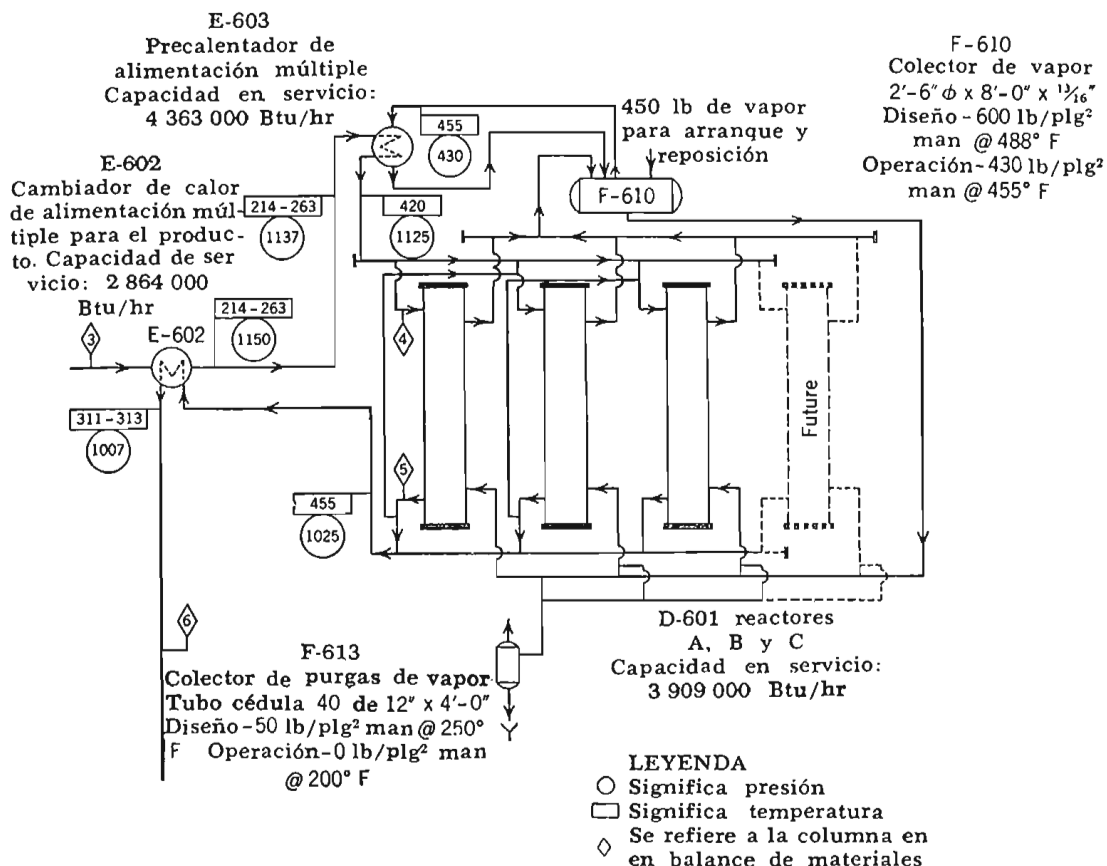 E-603
Precalentador de
alimentación múltiple
Capacidad en servicio:
4 363 000 Btu/hr
F-610
Colector de vapor
2'-6" ϕ x 8'-0" x 13/16"
Diseño-600 lb/plg²
man @ 488° F
Operación-430 lb/plg²
man @ 455° F
450 lb de vapor
para arranque y
reposición
455
430
E-602
Cambiador de calor
de alimentación múl-
tiple para el produc-
to. Capacidad de ser
vicio: 2 864 000
Btu/hr
214-263
1137
420
1125
F-610
3
E-602
214-263
1150
4
Future
311-313
1007
5
455
1025
6
F-613
Colector de purgas de vapor
Tubo cédula 40 de 12" x 4'-0"
Diseño-50 lb/plg² man @ 250°
F Operación-0 lb/plg² man
@ 200° F
D-601 reactores
A, B y C
Capacidad en servicio:
3 909 000 Btu/hr
LEYENDA
Significa presión
Significa temperatura
Se refiere a la columna en
en balance de materiales